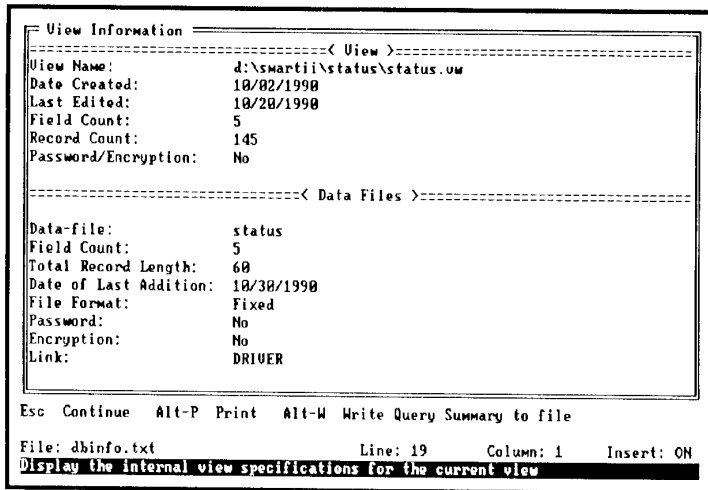 View Information
< View >
View Name: d:\smartii\status\status.vw
Date Created: 10/02/1990
Last Edited: 10/20/1990
Field Count: 5
Record Count: 145
Password/Encryption: No
< Data Files >
Data-file: status
Field Count: 5
Total Record Length: 60
Date of Last Addition: 10/30/1990
File Format: Fixed
Password: No
Encryption: No
Link: DRIVER
Esc Continue Alt-P Print Alt-W Write Query Summary to file
File: dbinfo.txt Line: 19 Column: 1 Insert: ON
Display the internal view specifications for the current view